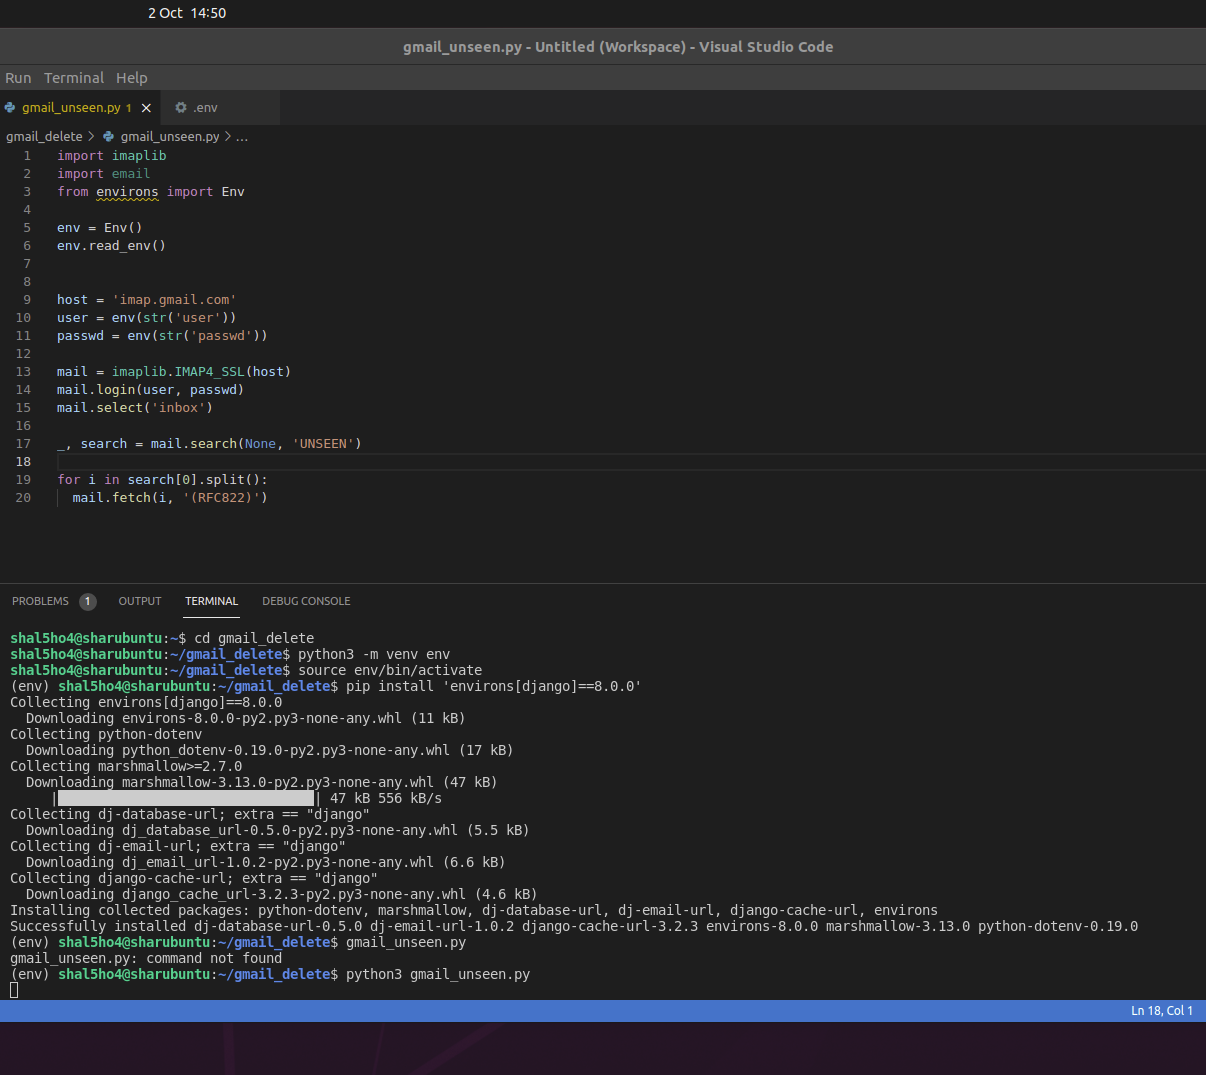 2 Oct 14:50
gmail_unseen.py - Untitled (Workspace) - Visual Studio Code
Run Terminal Help
gmail_unseen.py 1 .env
gmail_delete > gmail_unseen.py > ...
1 import imaplib
2 import email
3 from environs import Env
4
5 env = Env()
6 env.read_env()
7
8
9 host = 'imap.gmail.com'
10 user = env(str('user'))
11 passwd = env(str('passwd'))
12
13 mail = imaplib.IMAP4_SSL(host)
14 mail.login(user, passwd)
15 mail.select('inbox')
16
17 _, search = mail.search(None, 'UNSEEN')
18
19 for i in search[0].split():
20 mail.fetch(i, '(RFC822)')
PROBLEMS 1 OUTPUT TERMINAL DEBUG CONSOLE
shal5ho4@sharubuntu:~$ cd gmail_delete
shal5ho4@sharubuntu:~/gmail_delete$ python3 -m venv env
shal5ho4@sharubuntu:~/gmail_delete$ source env/bin/activate
(env) shal5ho4@sharubuntu:~/gmail_delete$ pip install 'environs[django]==8.0.0'
Collecting environs[django]==8.0.0
Downloading environs-8.0.0-py2.py3-none-any.whl (11 kB)
Collecting python-dotenv
Downloading python_dotenv-0.19.0-py2.py3-none-any.whl (17 kB)
Collecting marshmallow>=2.7.0
Downloading marshmallow-3.13.0-py2.py3-none-any.whl (47 kB)
| | 47 kB 556 kB/s
Collecting dj-database-url; extra == "django"
Downloading dj_database_url-0.5.0-py2.py3-none-any.whl (5.5 kB)
Collecting dj-email-url; extra == "django"
Downloading dj_email_url-1.0.2-py2.py3-none-any.whl (6.6 kB)
Collecting django-cache-url; extra == "django"
Downloading django_cache_url-3.2.3-py2.py3-none-any.whl (4.6 kB)
Installing collected packages: python-dotenv, marshmallow, dj-database-url, dj-email-url, django-cache-url, environs
Successfully installed dj-database-url-0.5.0 dj-email-url-1.0.2 django-cache-url-3.2.3 environs-8.0.0 marshmallow-3.13.0 python-dotenv-0.19.0
(env) shal5ho4@sharubuntu:~/gmail_delete$ gmail_unseen.py
gmail_unseen.py: command not found
(env) shal5ho4@sharubuntu:~/gmail_delete$ python3 gmail_unseen.py
Ln 18, Col 1